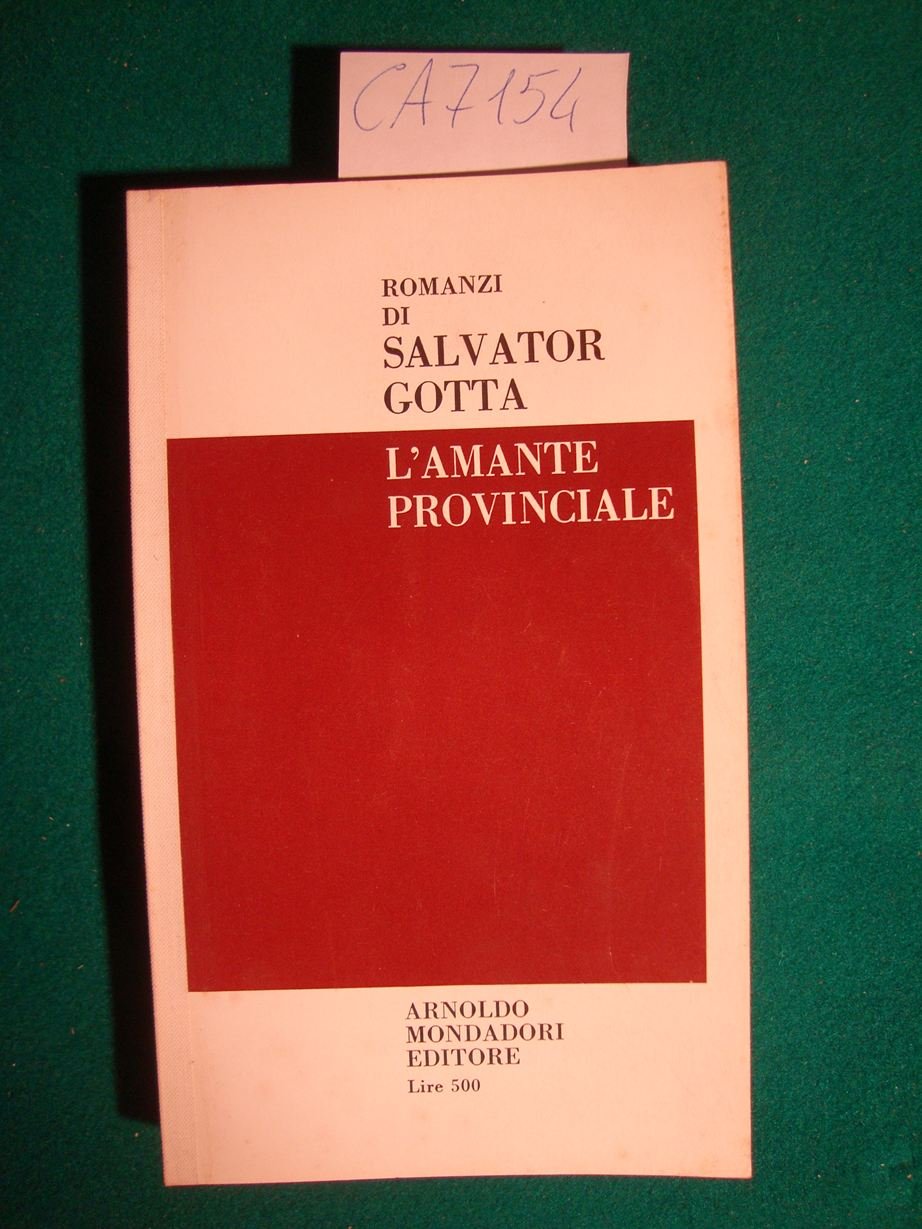 CA7154
ROMANZI
DI
SALVATOR
GOTTA
L'AMANTE
PROVINCIALE
ARNOLDO
MONDADORI
EDITORE
Lire 500